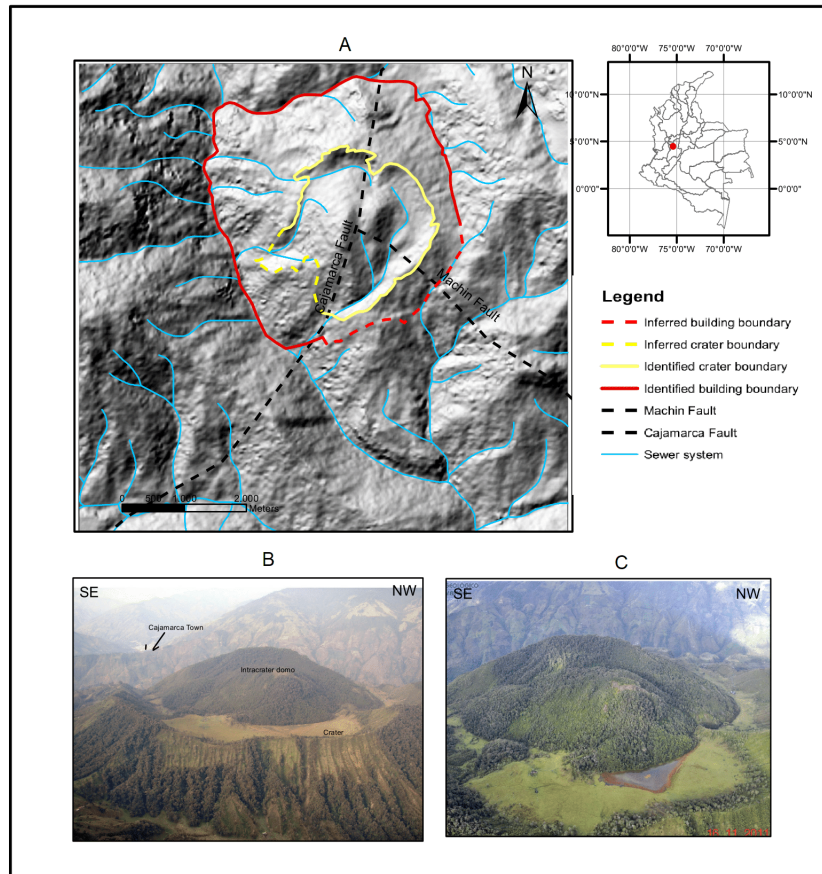 A
N
Cajamarca Fault
Machin Fault
0 500 1.000 2.000
Meters
80°0'0"W 75°0'0"W 70°0'0"W
10°0'0"N 10°0'0"N
5°0'0"N 5°0'0"N
0°0'0" 0°0'0"
80°0'0"W 75°0'0"W 70°0'0"W
Legend
Inferred building boundary
Inferred crater boundary
Identified crater boundary
Identified building boundary
Machin Fault
Cajamarca Fault
Sewer system
B
SE
NW
Cajamarca Town
Intracrater domo
Crater
C
SE
NW